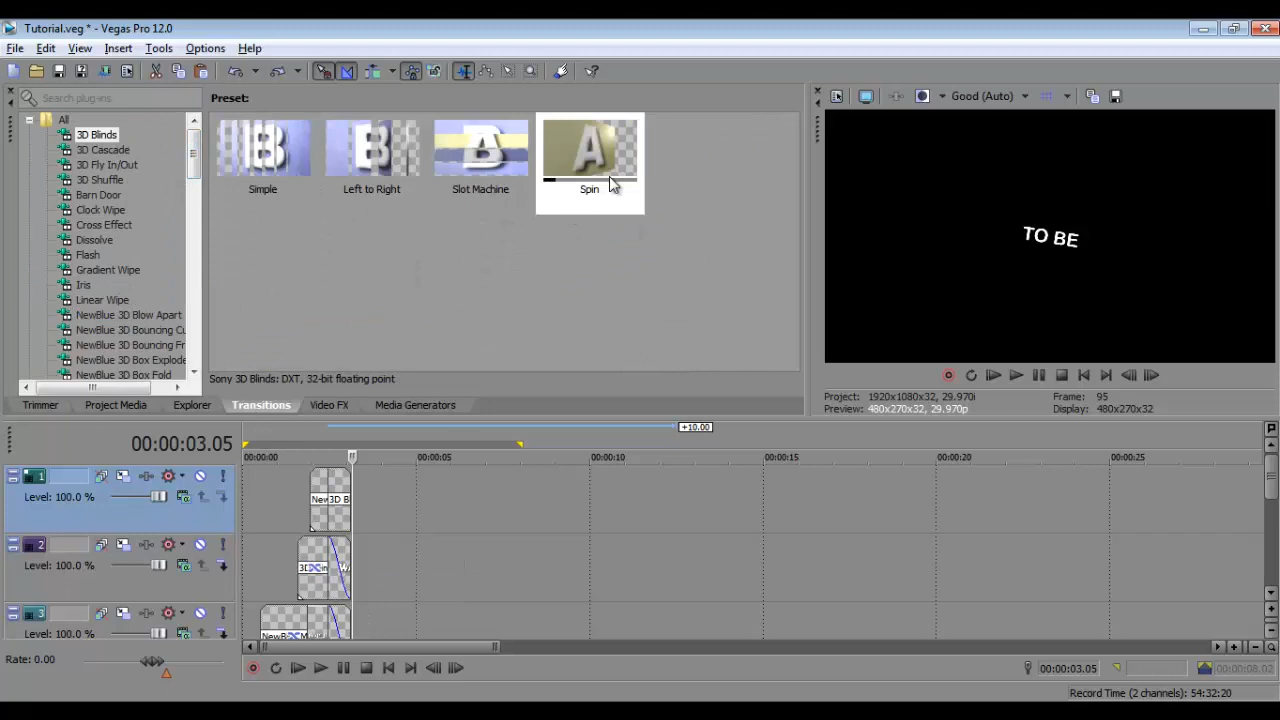 Tutorial.veg * - Vegas Pro 12.0
File Edit View Insert Tools Options Help
Search plug-ins
Preset:
Good (Auto)
All
3D Blinds
3D Cascade
3D Fly In/Out
3D Shuffle
Barn Door
Clock Wipe
Cross Effect
Dissolve
Flash
Gradient Wipe
Iris
Linear Wipe
NewBlue 3D Blow Apart
NewBlue 3D Bouncing Cu
NewBlue 3D Bouncing Fr
NewBlue 3D Box Explode
NewBlue 3D Box Fold
B B B A
Simple Left to Right Slot Machine Spin
TO BE
Sony 3D Blinds: DXT, 32-bit floating point
Trimmer Project Media Explorer Transitions Video FX Media Generators
Project: 1920x1080x32, 29.970i Frame: 95
Preview: 480x270x32, 29.970p Display: 480x270x32
+10.00
00:00:03.05
00:00:00 00:00:05 00:00:10 00:00:15 00:00:20 00:00:25
1
Level: 100.0 %
New 3D B
2
Level: 100.0 %
3
Level: 100.0 %
Rate: 0.00
00:00:03.05
00:00:08.02
Record Time (2 channels): 54:32:20